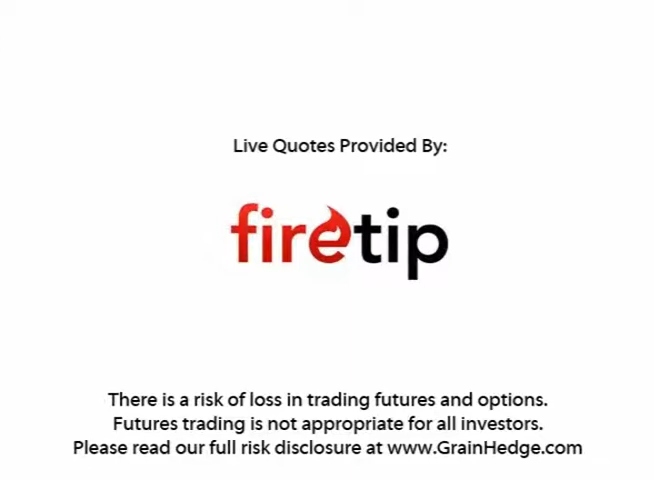 Live Quotes Provided By:
firetip
There is a risk of loss in trading futures and options.
Futures trading is not appropriate for all investors.
Please read our full risk disclosure at www.GrainHedge.com